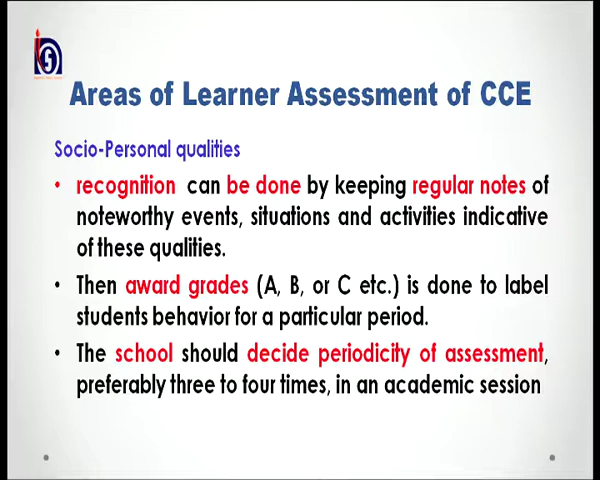 Areas of Learner Assessment of CCE
Socio-Personal qualities
• recognition can be done by keeping regular notes of
noteworthy events, situations and activities indicative
of these qualities.
• Then award grades (A, B, or C etc.) is done to label
students behavior for a particular period.
• The school should decide periodicity of assessment,
preferably three to four times, in an academic session